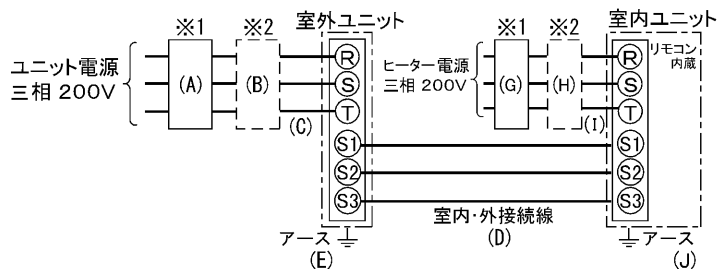 ※1
※2
室外ユニット
ユニット電源
三相 200V
(A)
(B)
(C)
R
S
T
S1
S2
S3
アース
(E)
※1
※2
室内ユニット
ヒーター電源
三相 200V
(G)
(H)
(I)
R
S
T
S1
S2
S3
リモコン
内蔵
室内・外接続線
(D)
アース
(J)